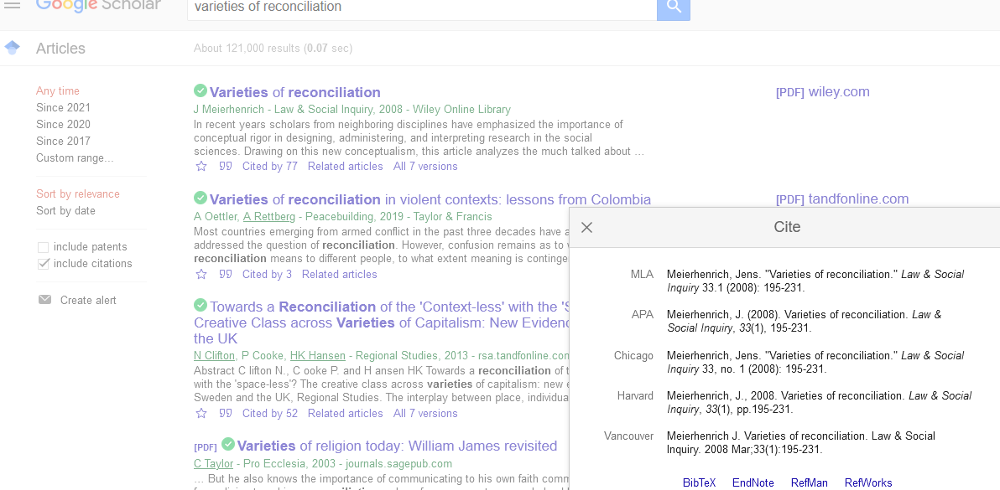 Google Scholar
varieties of reconciliation
Articles
About 121,000 results (0.07 sec)
Any time
Since 2021
Since 2020
Since 2017
Custom range...
Sort by relevance
Sort by date
include patents
include citations
Create alert
Varieties of reconciliation
J Meierhenrich - Law & Social Inquiry, 2008 - Wiley Online Library
In recent years scholars from neighboring disciplines have emphasized the importance of
conceptual rigor in designing, administering, and interpreting research in the social
sciences. Drawing on this new conceptualism, this article analyzes the much talked about ...
Cited by 77 Related articles All 7 versions
[PDF] wiley.com
Varieties of reconciliation in violent contexts: lessons from Colombia
A Oettler, A Rettberg - Peacebuilding, 2019 - Taylor & Francis
Most countries emerging from armed conflict in the past three decades have
addressed the question of reconciliation. However, confusion remains as to
reconciliation means to different people, to what extent meaning is
Cited by 3 Related articles
[PDF] tandfonline.com
Towards a Reconciliation of the 'Context-less' with the
Creative Class across Varieties of Capitalism: New
the UK
N Clifton, P Cooke, HK Hansen - Regional Studies, 2013 - rsa.tandfonline.com
Abstract C lifton N., C ooke P. and H ansen HK Towards a reconciliation of
with the 'space-less'? The creative class across varieties of capitalism: new
Sweden and the UK, Regional Studies. The interplay between place,
Cited by 52 Related articles All 7 versions
[PDF] Varieties of religion today: William James revisited
C Taylor - Pro Ecclesia, 2003 - journals.sagepub.com
... But he also knows the importance of communicating to his own faith
Cite
MLA Meierhenrich, Jens. "Varieties of reconciliation." Law & Social
Inquiry 33.1 (2008): 195-231.
APA Meierhenrich, J. (2008). Varieties of reconciliation. Law &
Social Inquiry, 33(1), 195-231.
Chicago Meierhenrich, Jens. "Varieties of reconciliation." Law & Social
Inquiry 33, no. 1 (2008): 195-231.
Harvard Meierhenrich, J., 2008. Varieties of reconciliation. Law & Social
Inquiry, 33(1), pp.195-231.
Vancouver Meierhenrich J. Varieties of reconciliation. Law & Social
Inquiry. 2008 Mar;33(1):195-231.
BibTeX EndNote RefMan RefWorks